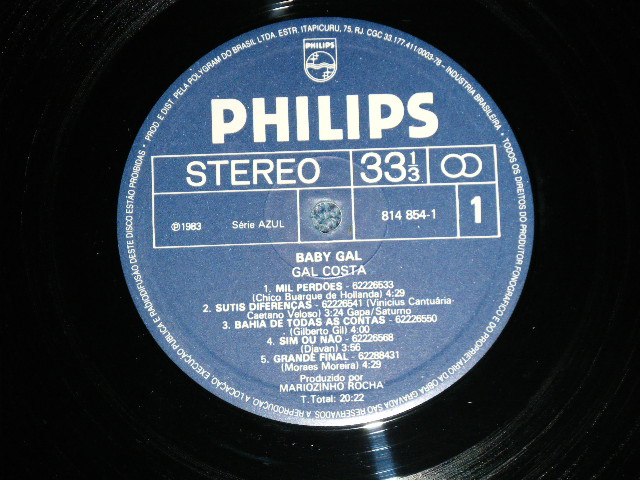 PHILIPS
PHILIPS
STEREO 33 1/3
℗1983 Série AZUL 814 854-1 1
BABY GAL
GAL COSTA
1. MIL PERDÕES - 62226533
(Chico Buarque de Hollanda) 4:29
2. SUTIS DIFERENÇAS - 62226541 (Vinicius Cantuária-
Caetano Veloso) 3:24 Gapa/Saturno
3. BAHIA DE TODAS AS CONTAS - 62226550
(Gilberto Gil) 4:00
4. SIM OU NÃO - 62226568
(Djavan) 3:56
5. GRANDE FINAL - 62288431
(Moraes Moreira) 4:29
Produzido por
MARIOZINHO ROCHA
T.Total: 20:22
PROD. E DIST. PELA POLYGRAM DO BRASIL LTDA. ESTR. ITAPICURU, 75. RJ. CGC 33.177.411/0003-78 - INDÚSTRIA BRASILEIRA • TODOS OS DIREITOS DO PRODUTOR FONOGRÁFICO E DO PROPRIETÁRIO DA OBRA GRAVADA SÃO RESERVADOS. A REPRODUÇÃO, A LOCAÇÃO, EXECUÇÃO PÚBLICA E RADIODIFUSÃO DESTE DISCO ESTÃO PROIBIDAS •